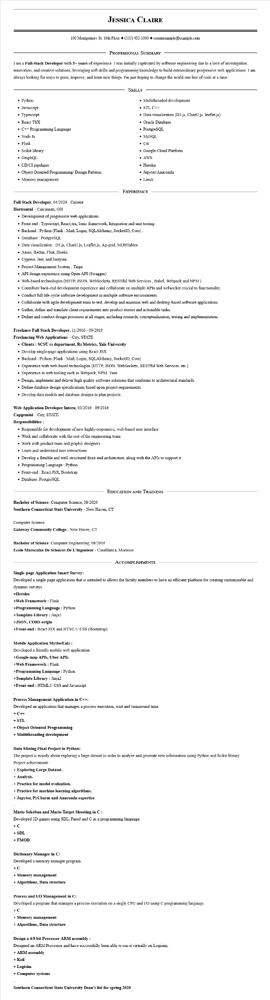 Jessica Claire
100 Montgomery St. 10th Floor ◆ (555) 432-1000 ◆ resumesample@example.com
Professional Summary
I am a Full-Stack Developer with 3+ years of experience. I was initially captivated by software engineering due to a love of investigation,
innovation, and creative solutions, leveraging soft skills and programming knowledge to build extraordinary progressive web applications. I am
always looking for ways to grow, improve, and learn new things. I'm just hoping to change the world one line of code at a time.
Skills
• Python
• Javascript
• Typescript
• React TSX
• C++ Programming Language
• Node Js
• Flask
• Scikit library
• GraphQL
• CD/CI pipelines
• Object Oriented Programming/ Design Patterns
• Memory management
• Multithreaded development
• STL C++
• Data visualization (D3.js, Chart2.js, leaflet.js)
• Oracle Database
• PostgreSQL
• MySQL
• Git
• Google Cloud Platform
• AWS
• Heroku
• Jupyter/Anaconda
• Linux
Experience
Full Stack Developer, 04/2020 - Current
Horizontal – Cincinnati, OH
• Development of progressive web applications.
• Front end : Typescript, React.tsx, Ionic framework, Integration and unit testing.
• Backend : Python (Flask : Mail, Login, SQLAlchemy, SocketIO, Cors) .
• DataBase : PostgreSQL
• Data visualization : D3.js, Chart2.js, Leaflet.js, Ag-grid, MDBTables.
• Axios, Redux, Flux, Hooks.
• Cypress, Jest, and Enzyme.
• Project Management System : Taiga
• API design experience using Open API (Swagger)
• Web-based technologies (HTTP, JSON, WebSockets, RESTful Web Services , Babel, Webpack and NPM )
• Contribute back-end development experience and collaborate on multiple APIs and websocket crucial to functionality.
• Conduct full life-cycle software development in multiple software environments.
• Collaborate with agile development team to test, develop and maintain web and desktop-based software applications.
• Gather, define and translate client requirements into product stories and actionable tasks.
• Define and conduct design processes at all stages, including research, conceptualization, testing and implementation.
Freelance Full Stack Developer, 11/2016 - 09/2019
Freelancing Web Applications – City, STATE
• Clients : SCSU cs department, Rs Metrics, Yale University
• Develop single-page applications using React JSX
• Backend : Python (Flask : Mail, Login, SQLAlchemy, SocketIO, Cors)
• Experience with web-based technologies (HTTP, JSON, WebSockets, RESTful Web Services, etc.)
• Experience in web tooling such as Webpack, NPM, Yarn
• Design, implement and deliver high quality software solutions that conforms to architectural standards
• Define database design specifications based upon project requirements.
• Develop data models and database designs to plan projects.
Web Application Developer Intern, 03/2016 - 09/2016
Capgemini – City, STATE
Responsibilities :
• Responsible for development of new highly-responsive, web-based user interface
• Work and collaborate with the rest of the engineering team
• Work with product team and graphic designers
• Learn and understand user interactions
• Develop a flexible and well-structured front-end architecture, along with the APIs to support it
• Programming Language : Python
• Front-end : React.JSX, Bootstrap
• Database: PostgreSQL
Education and Training
Bachelor of Science: Computer Science, 08/2020
Southern Connecticut State University - New Haven, CT
Computer Science
Gateway Community College - New Haven, CT
Bachelor of Science: Computer Engineering, 08/2016
Ecole Marocaine De Sciences De L'ingenieur - Casablanca, Morocco
Accomplishments
Single-page Application Smart Survey:
Developed a single-page application that is intended to allows the faculty members to have an efficient platform for creating customizable and
dynamic surveys.
+Heroku
+Web Framework : Flask
+Programming Language : Python
+Template Library : Jinja2
+JSON, CORS origin
+Front-end : React JSX and HTML5/ CSS (Bootstrap)
.
Mobile Application MysterEats :
Developed a friendly mobile web application.
+Google map APIs, Uber APIs
+Web Framework : Flask
+Programming Language : Python
+Template Library : Jinja2
+Front-end : HTML5/ CSS and Javascript
.
Process Management Application in C++:
Developed an application that manages a process execution, wait and turnaround time.
+ C++
+ STL
+ Object Oriented Programming
+ Multithreading development
.
Data Mining Final Project in Python:
The project is mainly about exploring a large dataset in order to analyze and generate new information using Python and Scikit library.
Project achievement :
+ Exploring Large Dataset.
+ Analysis.
+ Practice for model evaluation.
+ Practice for machine learning algorithms.
+ Jupyter, PyCharm and Anaconda expertise
.
Mario Sokoban and Mario Target Shooting in C :
Developed 2D games using SDL, Fmod and C as a programming language.
+ C
+ SDL
+ FMOD
.
Dictionary Manager in C:
Developed a memory manager program.
+ C
+ Memory management
+ Algorithms, Data structure
.
Process and I/O Management in C:
Developed a program that manages a process execution on a single CPU and I/O using C programming language.
+ C
+ Memory management
+ Algorithms, Data structure
.
Design a 4/8 bit Processor ARM assembly :
Designed an ARM Processor and have successfully been able to run it virtually on Logisim.
+ ARM assembly
+ Keil
+ Logisim
+ Computer systems
.
Southern Connecticut State University Dean's list for spring 2020